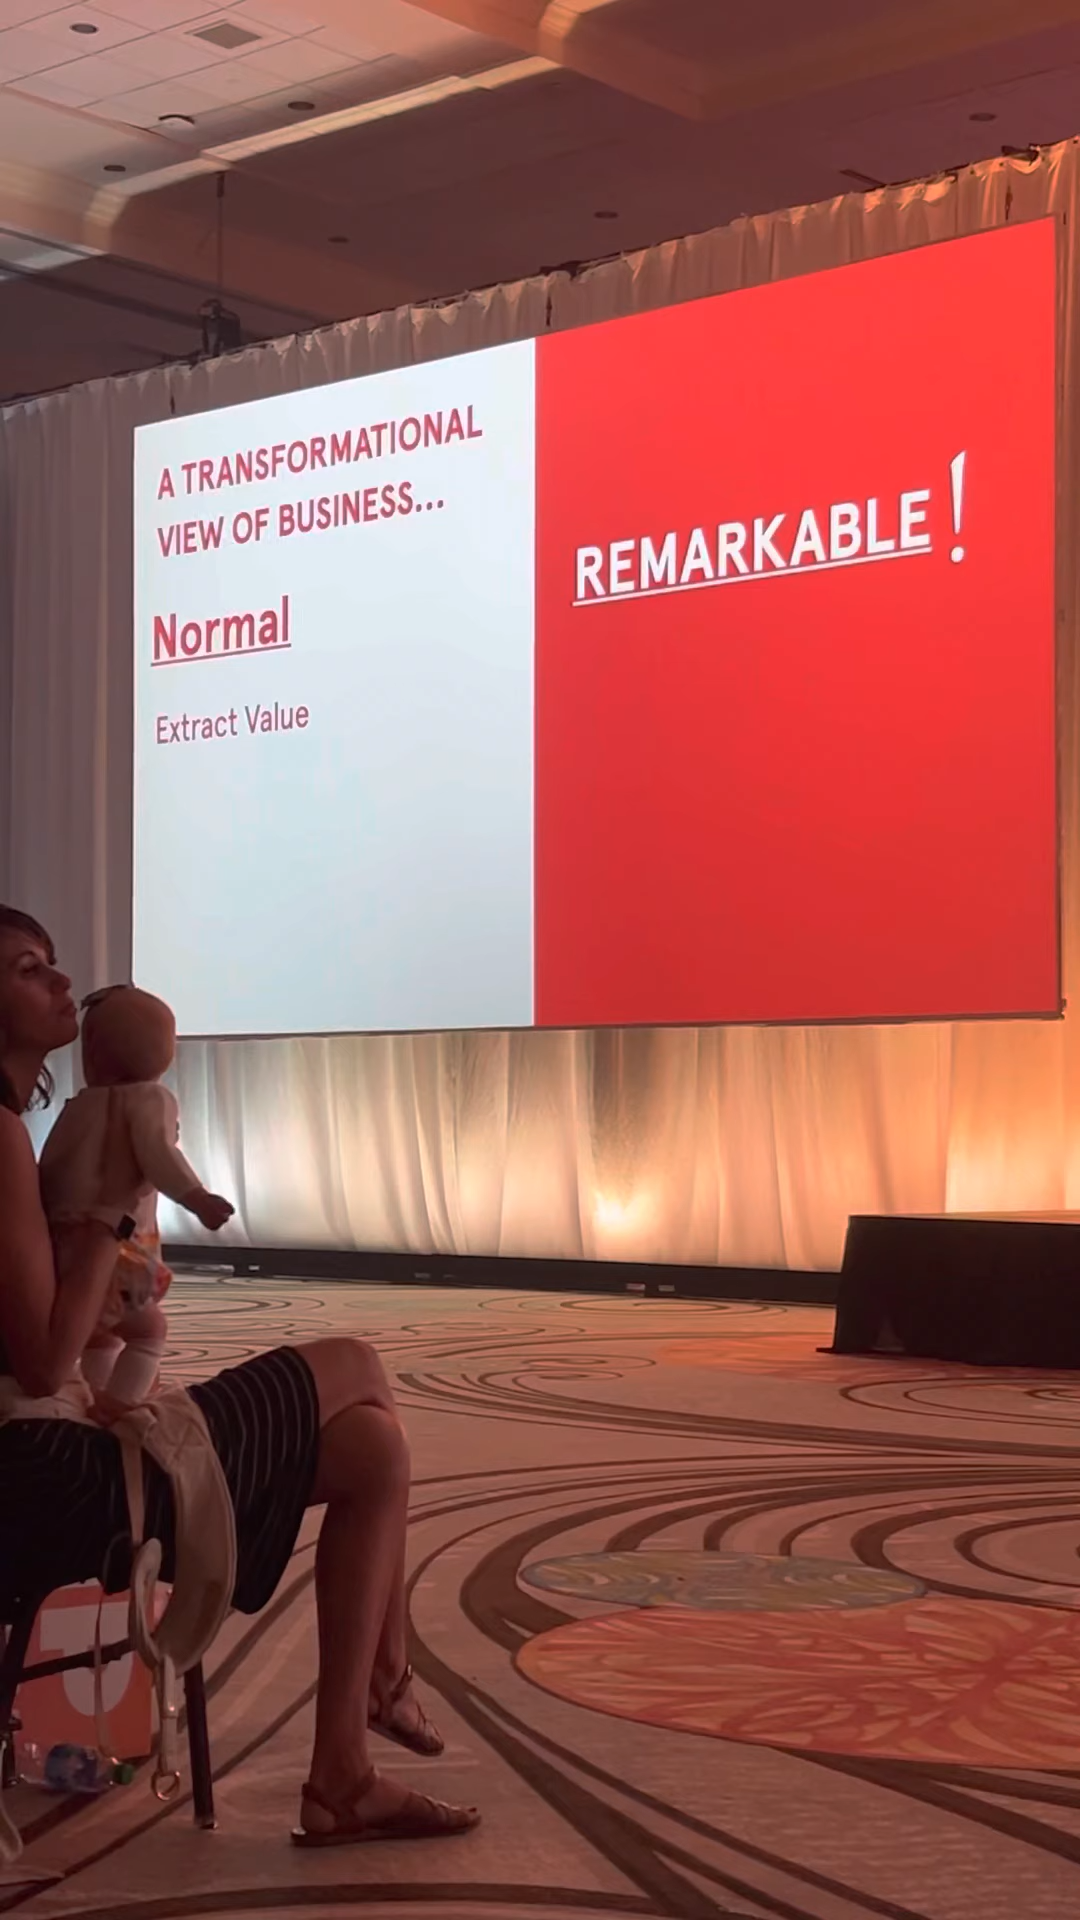 A TRANSFORMATIONAL
VIEW OF BUSINESS...
Normal
Extract Value
REMARKABLE!